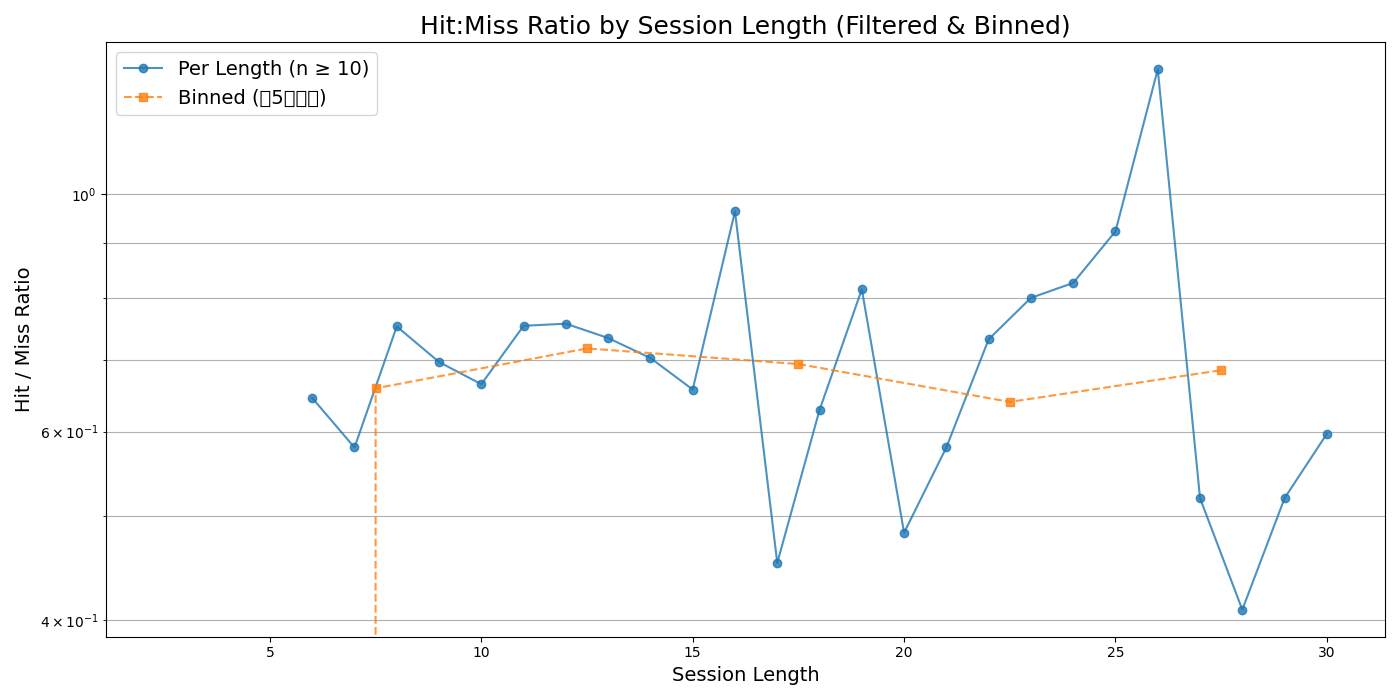 Hit:Miss Ratio by Session Length (Filtered & Binned)
Per Length (n ≥ 10)
Binned (5)
Hit / Miss Ratio
10⁰
6 × 10⁻¹
4 × 10⁻¹
5 10 15 20 25 30
Session Length